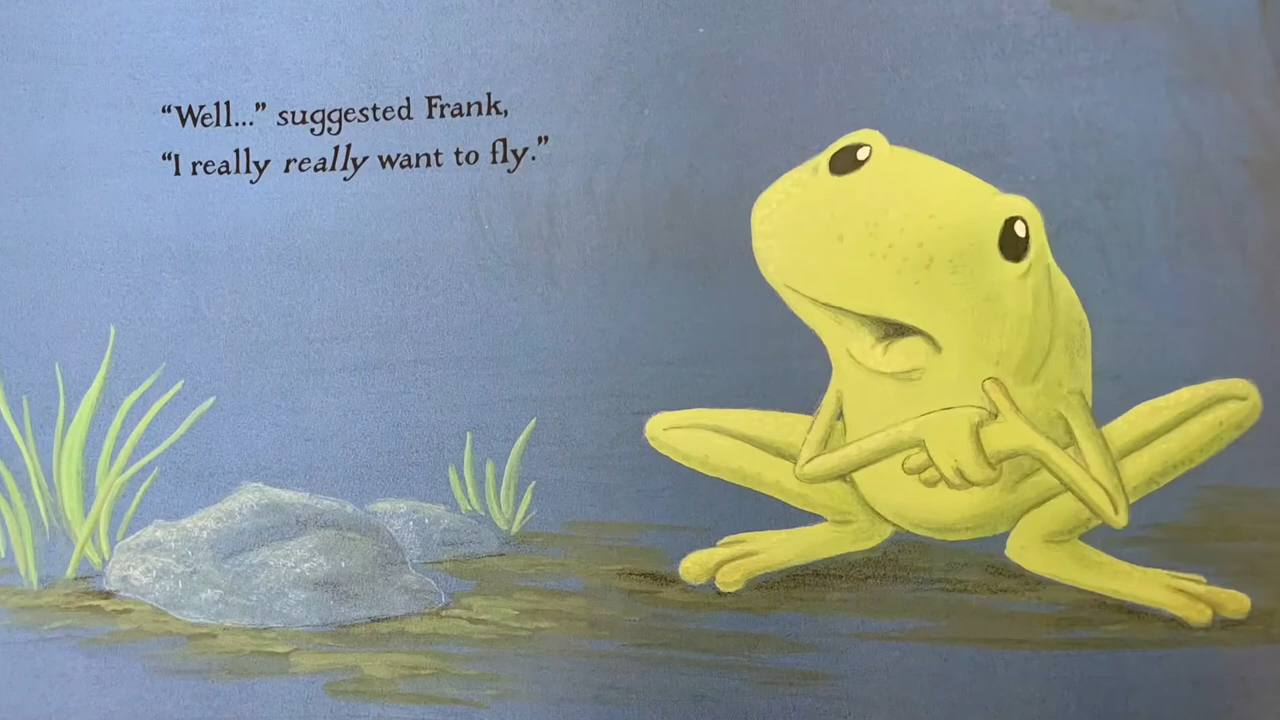 “Well...” suggested Frank,
“I really really want to fly.”